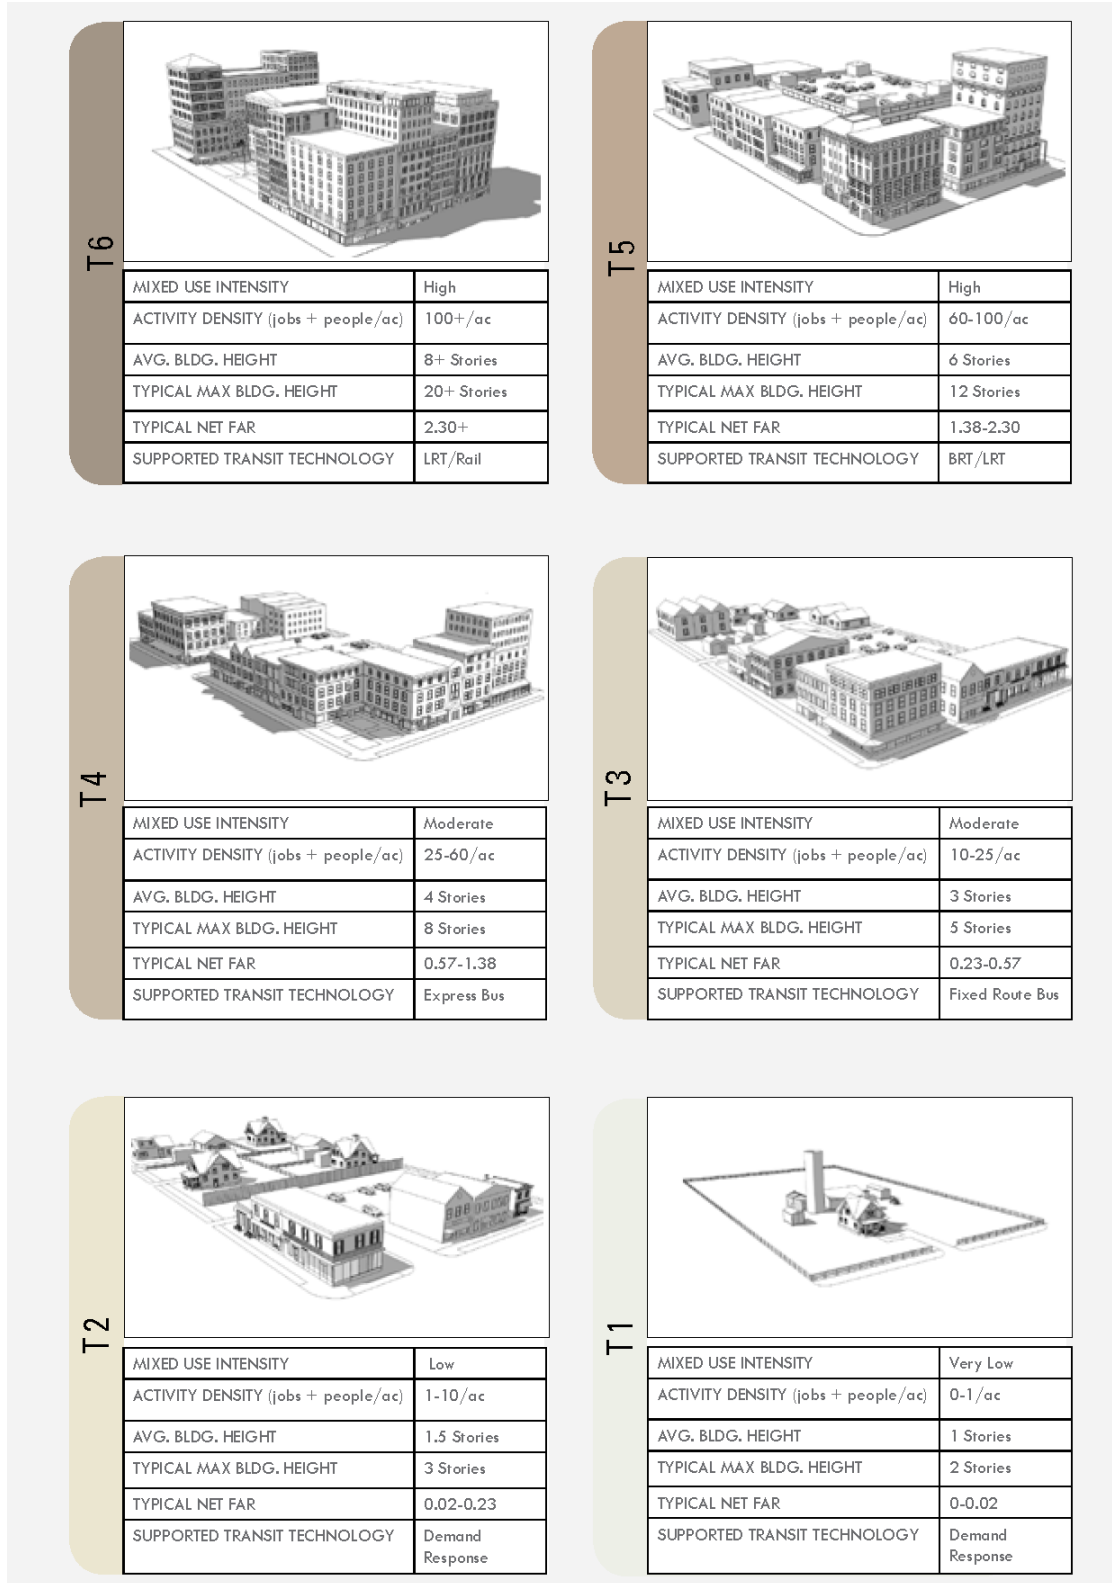 T6
MIXED USE INTENSITY High
ACTIVITY DENSITY (jobs + people/ac) 100+/ac
AVG. BLDG. HEIGHT 8+ Stories
TYPICAL MAX BLDG. HEIGHT 20+ Stories
TYPICAL NET FAR 2.30+
SUPPORTED TRANSIT TECHNOLOGY LRT/Rail
T5
MIXED USE INTENSITY High
ACTIVITY DENSITY (jobs + people/ac) 60-100/ac
AVG. BLDG. HEIGHT 6 Stories
TYPICAL MAX BLDG. HEIGHT 12 Stories
TYPICAL NET FAR 1.38-2.30
SUPPORTED TRANSIT TECHNOLOGY BRT/LRT
T4
MIXED USE INTENSITY Moderate
ACTIVITY DENSITY (jobs + people/ac) 25-60/ac
AVG. BLDG. HEIGHT 4 Stories
TYPICAL MAX BLDG. HEIGHT 8 Stories
TYPICAL NET FAR 0.57-1.38
SUPPORTED TRANSIT TECHNOLOGY Express Bus
T3
MIXED USE INTENSITY Moderate
ACTIVITY DENSITY (jobs + people/ac) 10-25/ac
AVG. BLDG. HEIGHT 3 Stories
TYPICAL MAX BLDG. HEIGHT 5 Stories
TYPICAL NET FAR 0.23-0.57
SUPPORTED TRANSIT TECHNOLOGY Fixed Route Bus
T2
MIXED USE INTENSITY Low
ACTIVITY DENSITY (jobs + people/ac) 1-10/ac
AVG. BLDG. HEIGHT 1.5 Stories
TYPICAL MAX BLDG. HEIGHT 3 Stories
TYPICAL NET FAR 0.02-0.23
SUPPORTED TRANSIT TECHNOLOGY Demand
Response
T1
MIXED USE INTENSITY Very Low
ACTIVITY DENSITY (jobs + people/ac) 0-1/ac
AVG. BLDG. HEIGHT 1 Stories
TYPICAL MAX BLDG. HEIGHT 2 Stories
TYPICAL NET FAR 0-0.02
SUPPORTED TRANSIT TECHNOLOGY Demand
Response